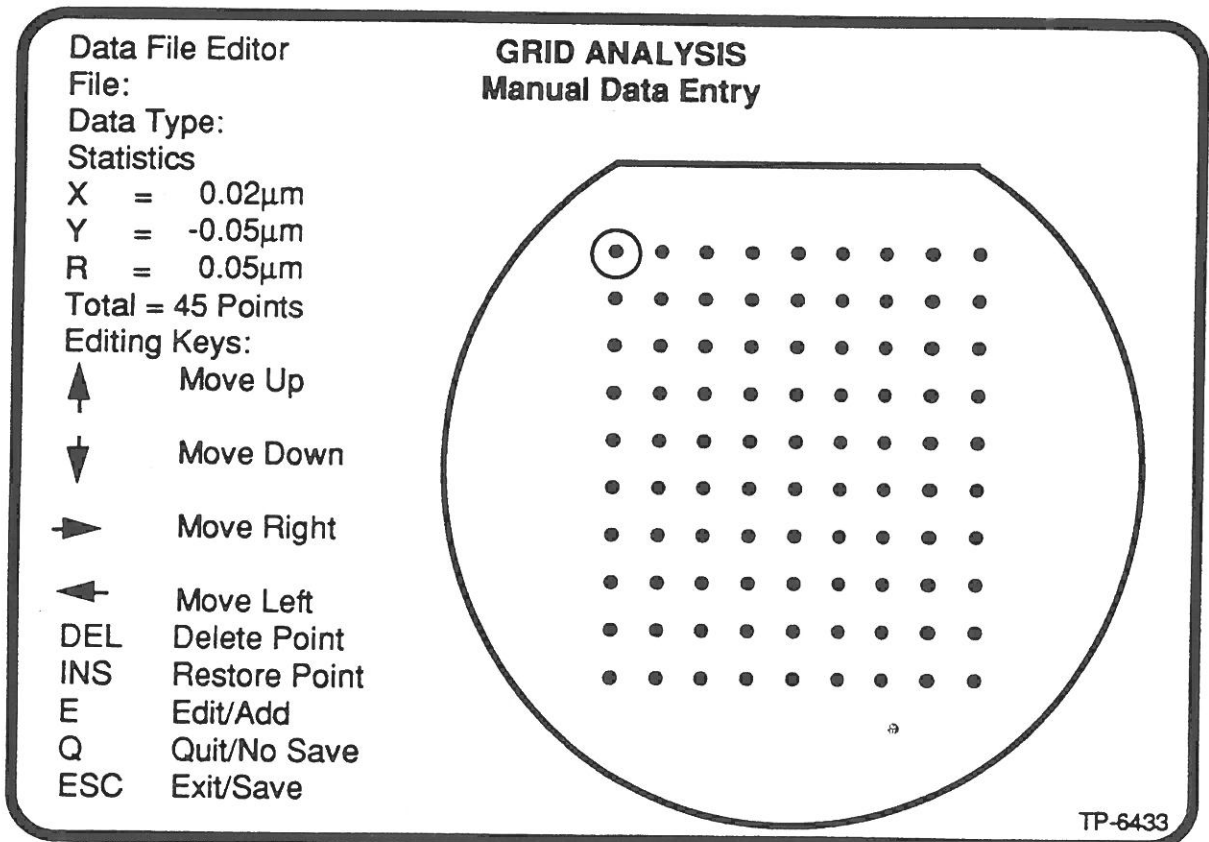 Data File Editor
File:
Data Type:
Statistics
X = 0.02µm
Y = -0.05µm
R = 0.05µm
Total = 45 Points
Editing Keys:
Move Up
Move Down
Move Right
Move Left
DEL Delete Point
INS Restore Point
E Edit/Add
Q Quit/No Save
ESC Exit/Save
GRID ANALYSIS
Manual Data Entry
TP-6433